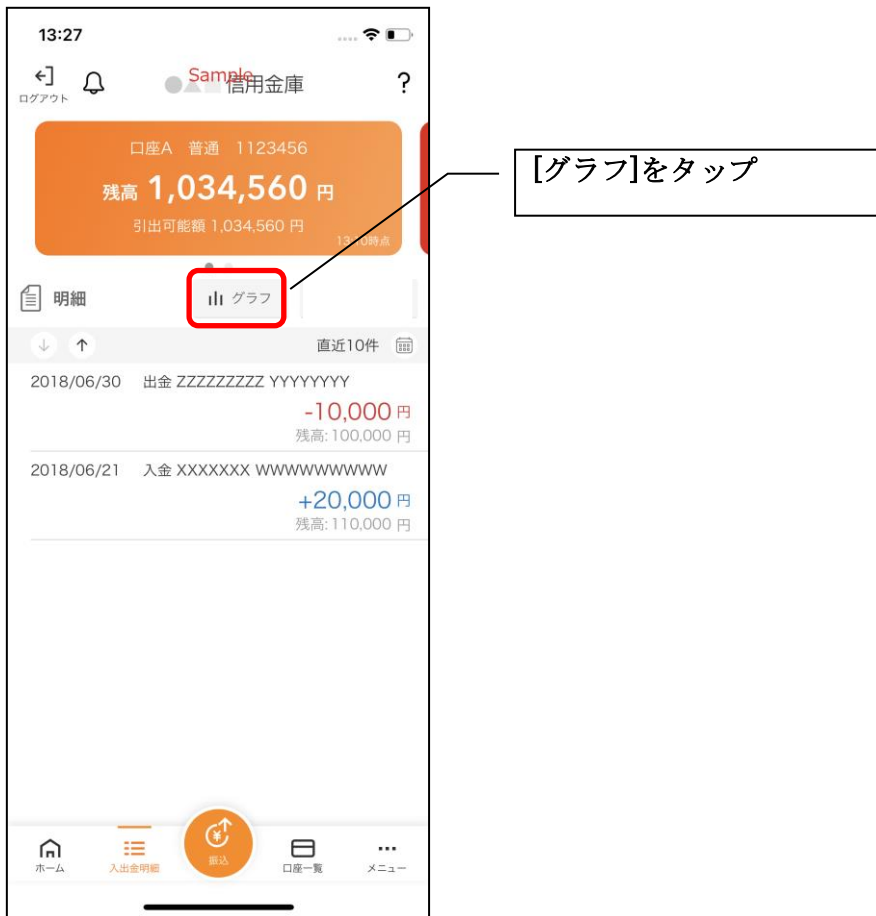 13:27
ログアウト
Sample
信用金庫
?
口座A 普通 1123456
残高 1,034,560 円
引出可能額 1,034,560 円
13:10時点
[グラフ]をタップ
明細
グラフ
直近10件
2018/06/30 出金 ZZZZZZZZZ YYYYYYYY
-10,000 円
残高: 100,000 円
2018/06/21 入金 XXXXXXX WWWWWWWWW
+20,000 円
残高: 110,000 円
振込
ホーム 入出金明細 口座一覧 メニュー